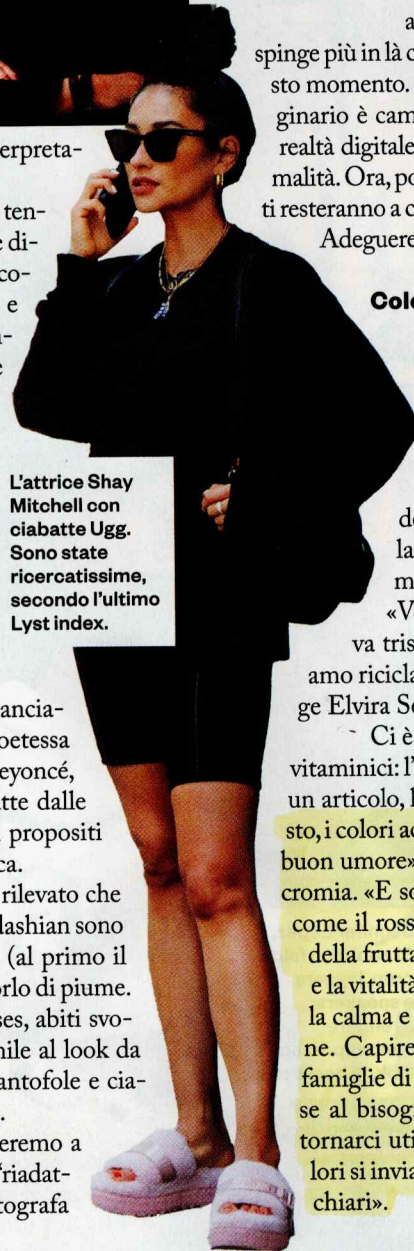 erpreta-
ten-
e di-
co-
e
L'attrice Shay
Mitchell con
ciabatte Ugg.
Sono state
ricercatissime,
secondo l'ultimo
Lyst index.
ancia-
oetessa
eyoncé,
tte dalle
propositi
ca.
rilevato che
dashian sono
(al primo il
orlo di piume.
ses, abiti svo-
nile al look da
antofole e cia-
eremo a
riadat-
tografa
a
spinge più in là c
sto momento.
ginario è cam
realtà digitale
malità. Ora, po
ti resteranno a c
Adeguere
Colo
de
la
m
«V
va tris
amo ricicla
ge Elvira Se
Ci è
vitaminici: l'
un articolo, l
sto, i colori ac
buon umore»
cromia. «E so
come il ross
della frutta
e la vitalità
la calma e
ne. Capire
famiglie di
se al bisog
tornarci uti
lori si invia
chiari».